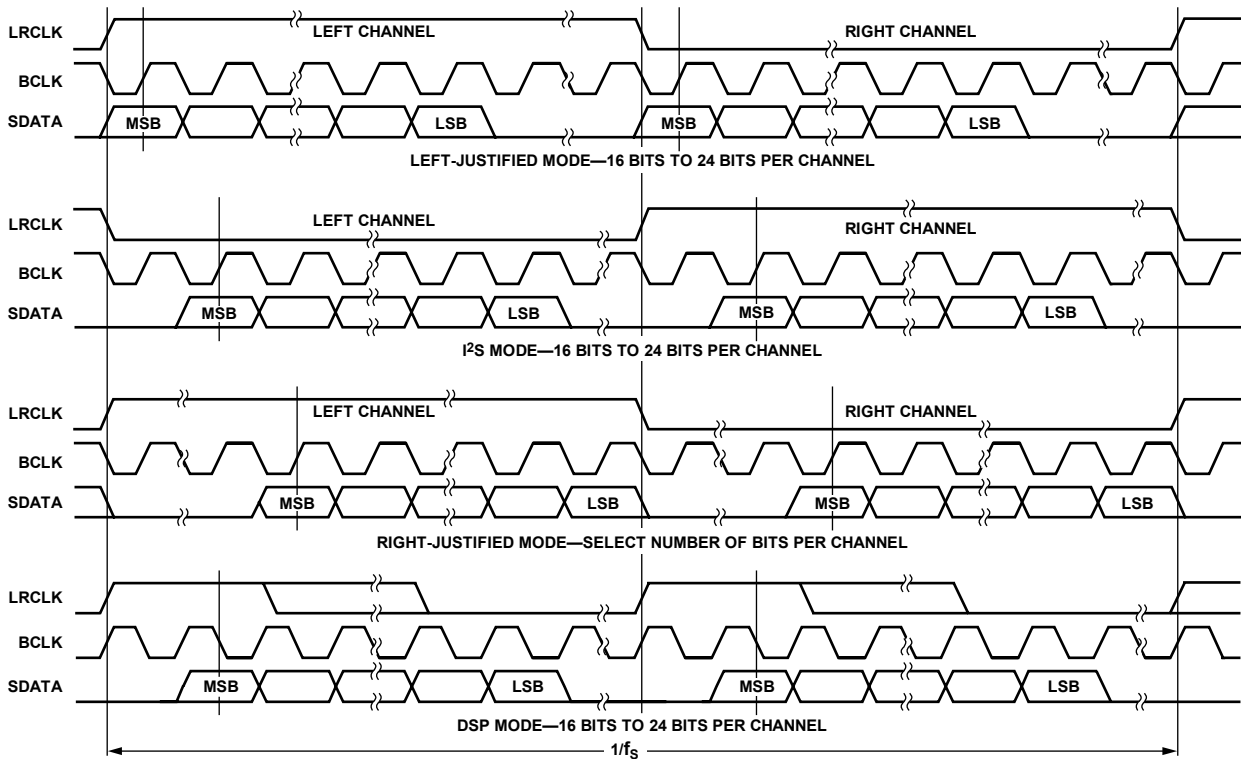 LRCLK LEFT CHANNEL RIGHT CHANNEL
BCLK
SDATA MSB LSB MSB LSB
LEFT-JUSTIFIED MODE—16 BITS TO 24 BITS PER CHANNEL
LRCLK LEFT CHANNEL RIGHT CHANNEL
BCLK
SDATA MSB LSB MSB LSB
I²S MODE—16 BITS TO 24 BITS PER CHANNEL
LRCLK LEFT CHANNEL RIGHT CHANNEL
BCLK
SDATA MSB LSB MSB LSB
RIGHT-JUSTIFIED MODE—SELECT NUMBER OF BITS PER CHANNEL
LRCLK
BCLK
SDATA MSB LSB MSB LSB
DSP MODE—16 BITS TO 24 BITS PER CHANNEL
1/fS